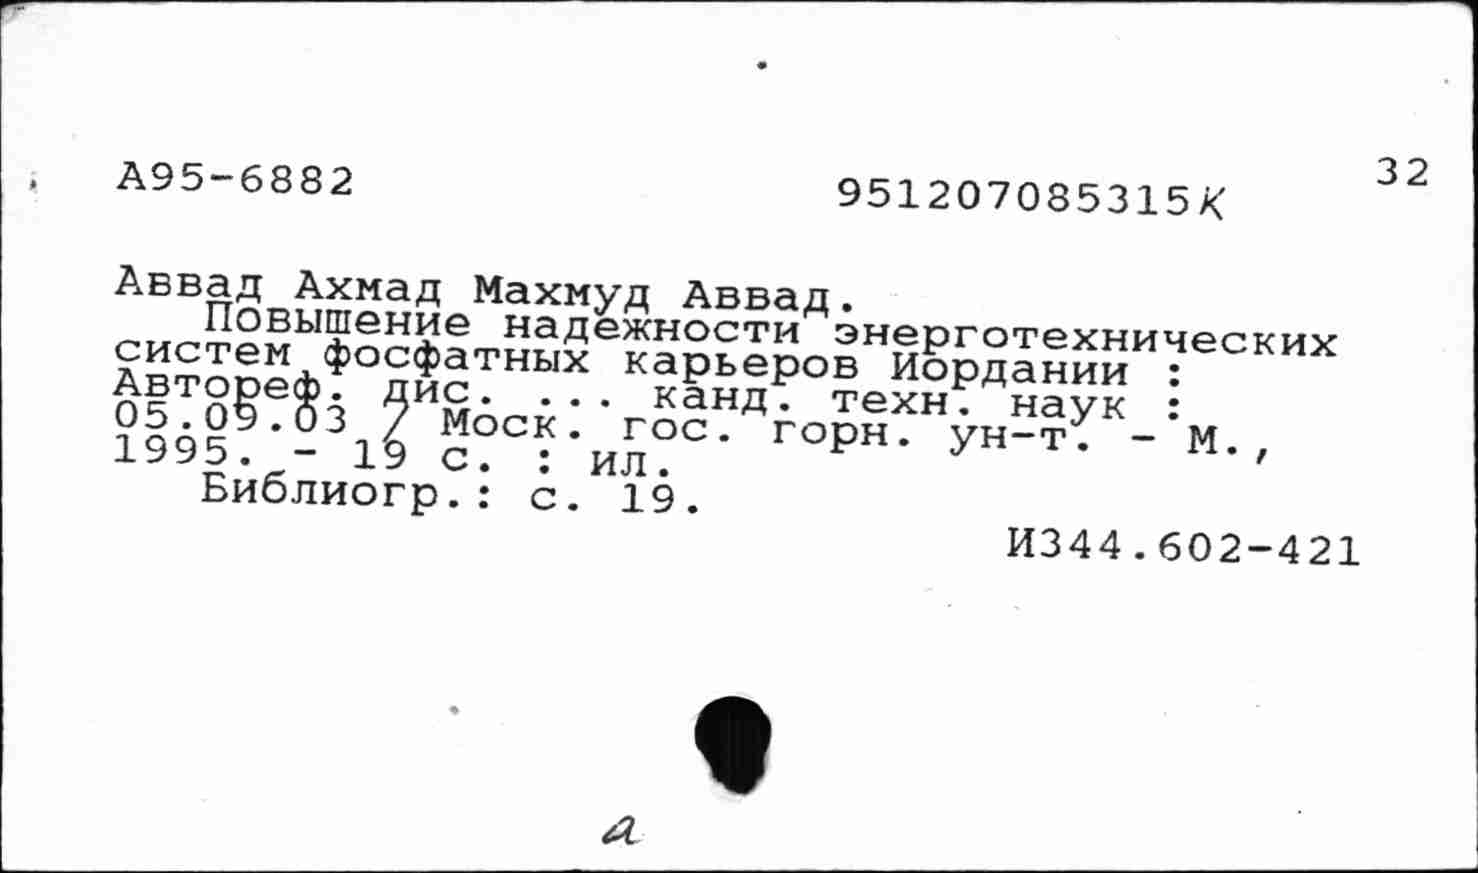 32
А95-6882
951207085315К
Аввад Ахмад Махмуд Аввад.
Повышение надежности энерготехнических
систем фосфатных карьеров Иордании :
Автореф. дис. ... канд. техн. наук :
05.09.03 / Моск. гос. горн. ун-т. - М.,
1995. - 19 с. : ил.
Библиогр.: с. 19.
И344.602-421
а